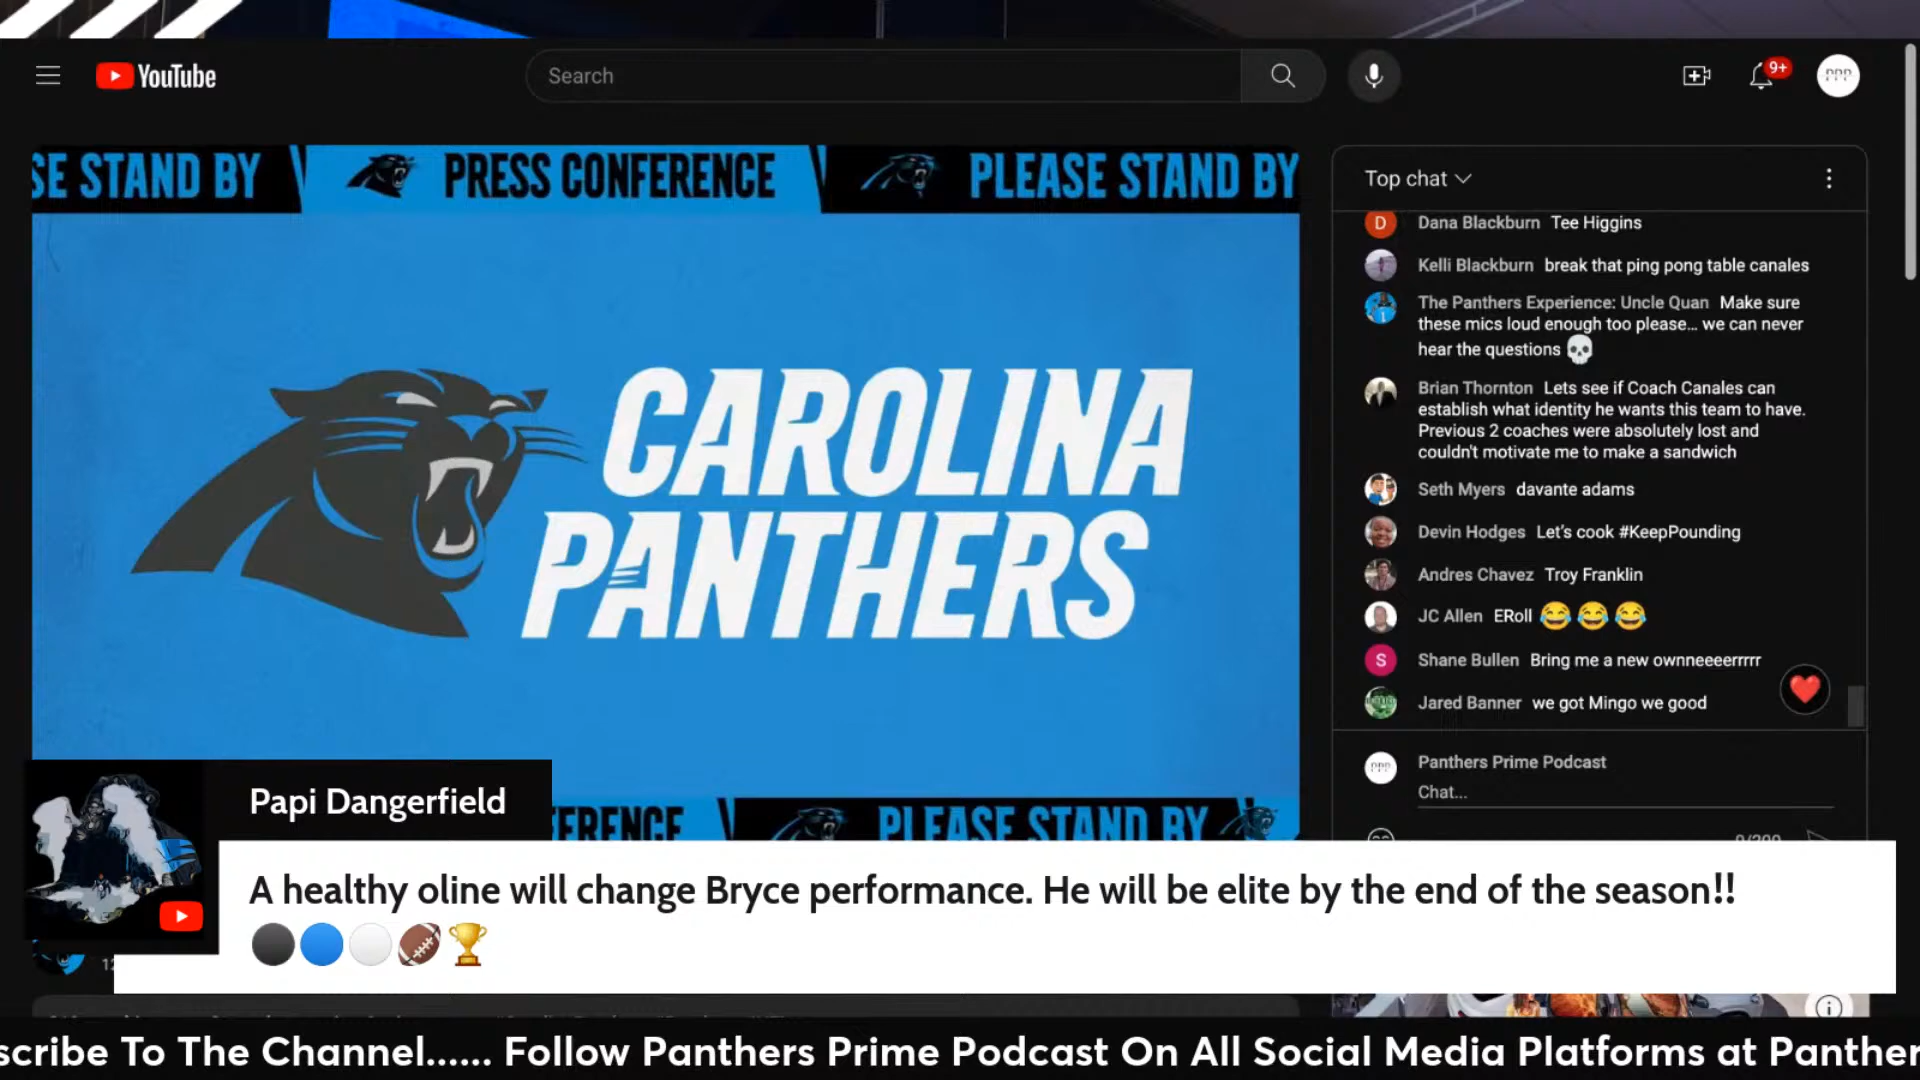 YouTube
Search
9+
PPP
SE STAND BY
PRESS CONFERENCE
PLEASE STAND BY
CAROLINA
PANTHERS
Top chat
D
Dana Blackburn Tee Higgins
Kelli Blackburn break that ping pong table canales
The Panthers Experience: Uncle Quan Make sure
these mics loud enough too please... we can never
hear the questions 💀
Brian Thornton Lets see if Coach Canales can
establish what identity he wants this team to have.
Previous 2 coaches were absolutely lost and
couldn't motivate me to make a sandwich
Seth Myers davante adams
Devin Hodges Let's cook #KeepPounding
Andres Chavez Troy Franklin
JC Allen ERoll 😂😂😂
S
Shane Bullen Bring me a new ownneeeerrrrr
Jared Banner we got Mingo we good
PPP
Panthers Prime Podcast
Chat...
0/200
FERENCE
PLEASE STAND BY
Papi Dangerfield
A healthy oline will change Bryce performance. He will be elite by the end of the season!!
⚫🔵⚪🏈🏆
scribe To The Channel...... Follow Panthers Prime Podcast On All Social Media Platforms at Panther